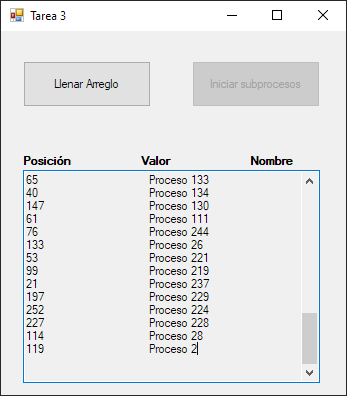 Tarea 3
Llenar Arreglo Iniciar subprocesos
Posición Valor Nombre
65 Proceso 133
40 Proceso 134
147 Proceso 130
61 Proceso 111
76 Proceso 244
133 Proceso 26
53 Proceso 221
99 Proceso 219
21 Proceso 237
197 Proceso 229
252 Proceso 224
227 Proceso 228
114 Proceso 28
119 Proceso 2